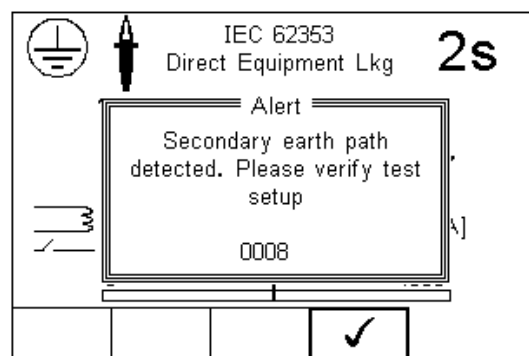 IEC 62353
Direct Equipment Lkg
2s
Alert
Secondary earth path
detected. Please verify test
setup
0008